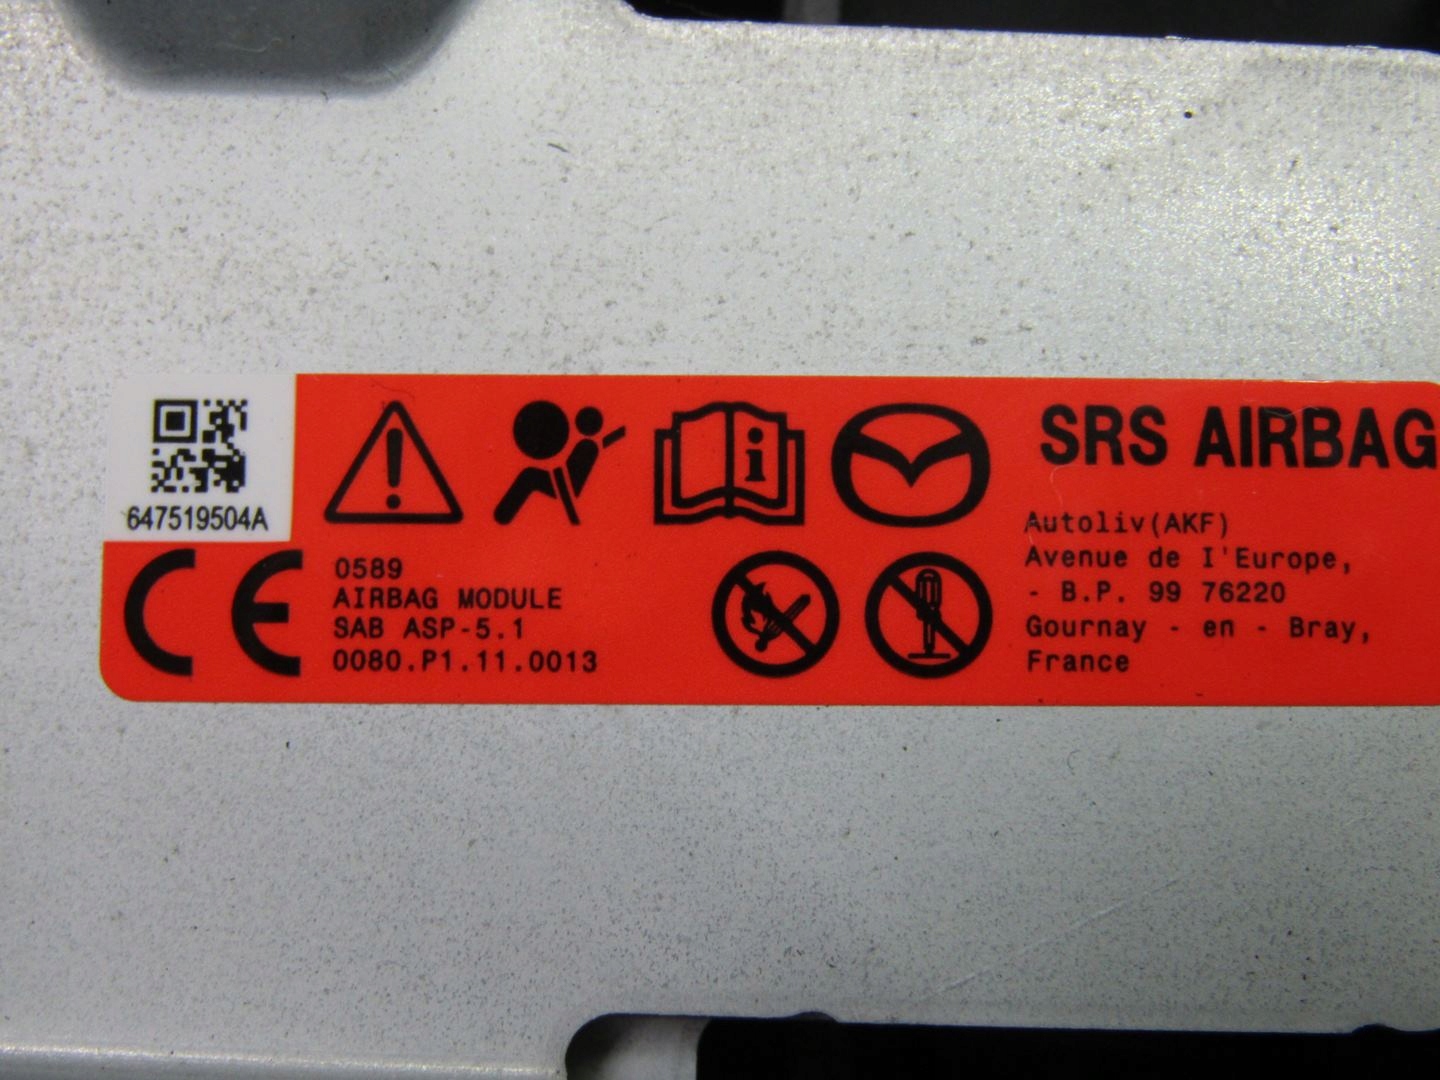 647519504A
CE
0589
AIRBAG MODULE
SAB ASP-5.1
0080.P1.11.0013
i
SRS AIRBAG
Autoliv(AKF)
Avenue de I'Europe,
- B.P. 99 76220
Gournay - en - Bray,
France